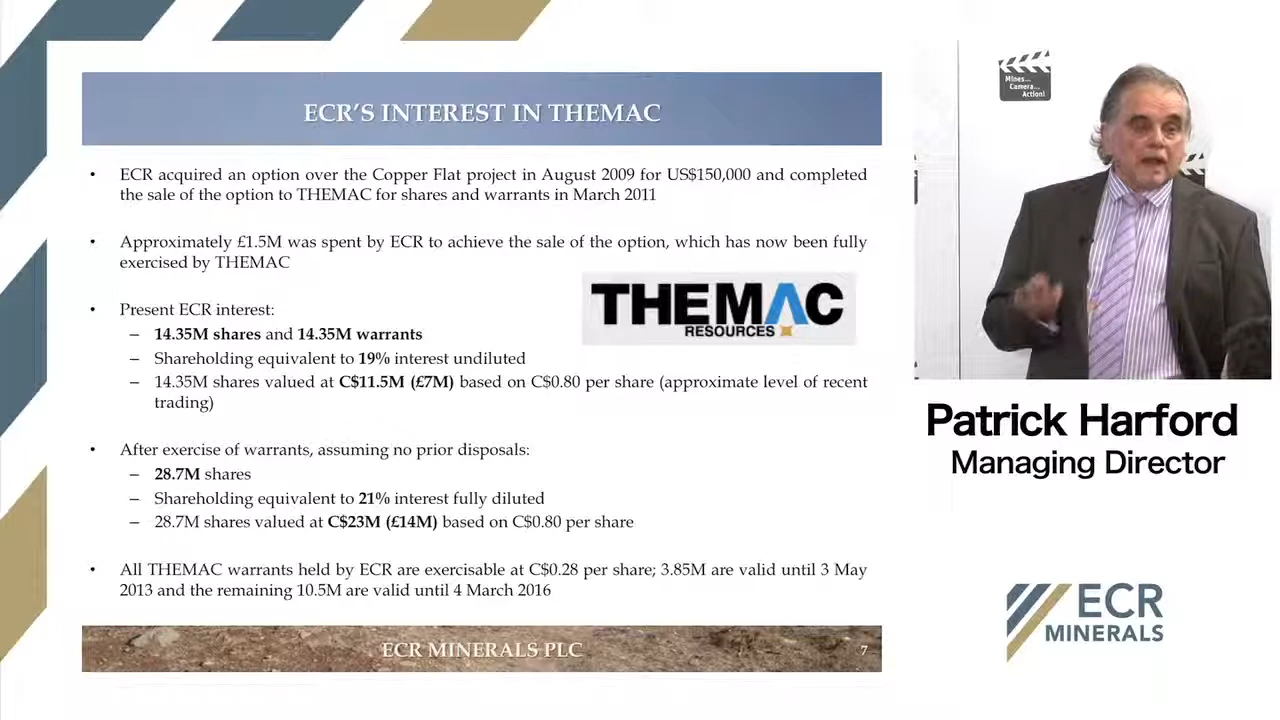 ECR’S INTEREST IN THEMAC
• ECR acquired an option over the Copper Flat project in August 2009 for US$150,000 and completed
the sale of the option to THEMAC for shares and warrants in March 2011
• Approximately £1.5M was spent by ECR to achieve the sale of the option, which has now been fully
exercised by THEMAC
• Present ECR interest:
– 14.35M shares and 14.35M warrants
– Shareholding equivalent to 19% interest undiluted
– 14.35M shares valued at C$11.5M (£7M) based on C$0.80 per share (approximate level of recent
trading)
THEMAC
RESOURCES
• After exercise of warrants, assuming no prior disposals:
– 28.7M shares
– Shareholding equivalent to 21% interest fully diluted
– 28.7M shares valued at C$23M (£14M) based on C$0.80 per share
• All THEMAC warrants held by ECR are exercisable at C$0.28 per share; 3.85M are valid until 3 May
2013 and the remaining 10.5M are valid until 4 March 2016
ECR MINERALS PLC
7
Mines...
Camera...
Action!
Patrick Harford
Managing Director
ECR
MINERALS